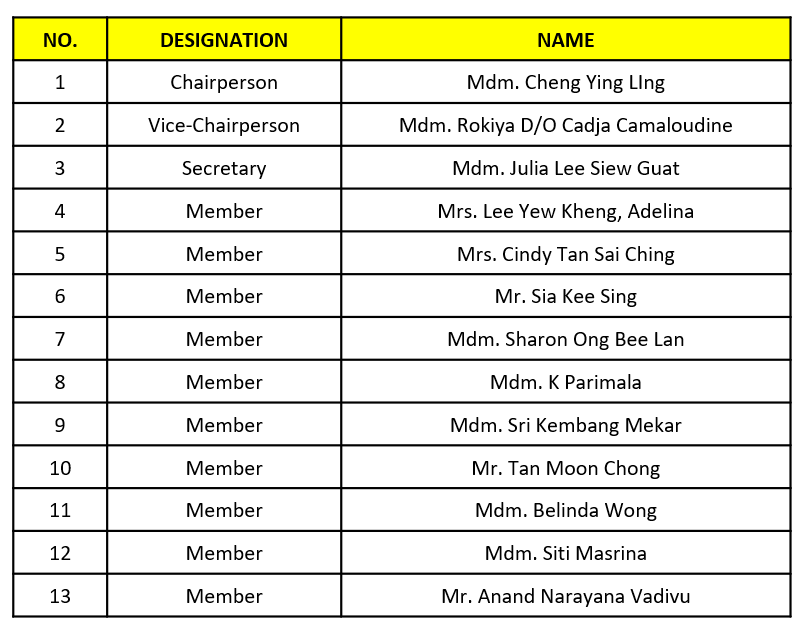 NO. DESIGNATION NAME
1 Chairperson Mdm. Cheng Ying LIng
2 Vice-Chairperson Mdm. Rokiya D/O Cadja Camaloudine
3 Secretary Mdm. Julia Lee Siew Guat
4 Member Mrs. Lee Yew Kheng, Adelina
5 Member Mrs. Cindy Tan Sai Ching
6 Member Mr. Sia Kee Sing
7 Member Mdm. Sharon Ong Bee Lan
8 Member Mdm. K Parimala
9 Member Mdm. Sri Kembang Mekar
10 Member Mr. Tan Moon Chong
11 Member Mdm. Belinda Wong
12 Member Mdm. Siti Masrina
13 Member Mr. Anand Narayana Vadivu